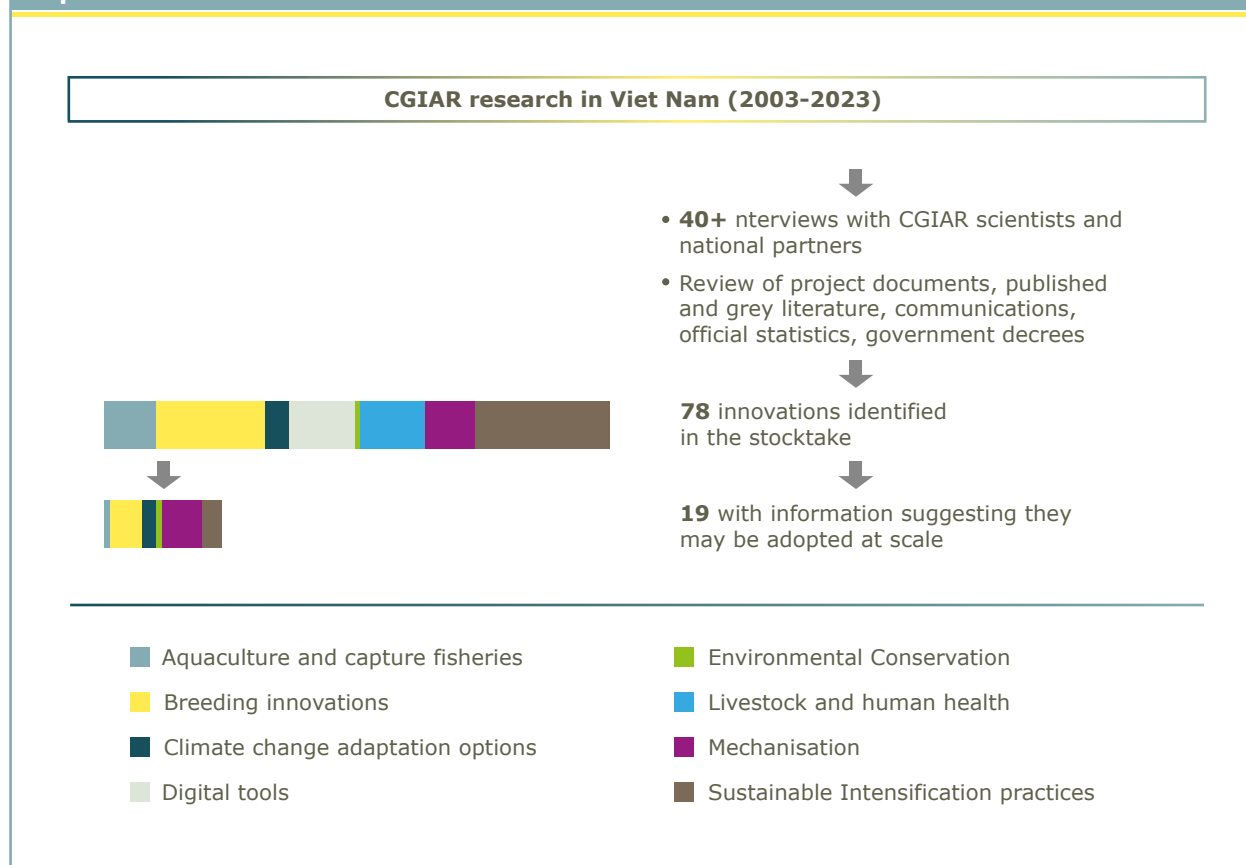 CGIAR research in Viet Nam (2003-2023)
• 40+ nterviews with CGIAR scientists and
national partners
• Review of project documents, published
and grey literature, communications,
official statistics, government decrees
78 innovations identified
in the stocktake
19 with information suggesting they
may be adopted at scale
Aquaculture and capture fisheries
Breeding innovations
Climate change adaptation options
Digital tools
Environmental Conservation
Livestock and human health
Mechanisation
Sustainable Intensification practices